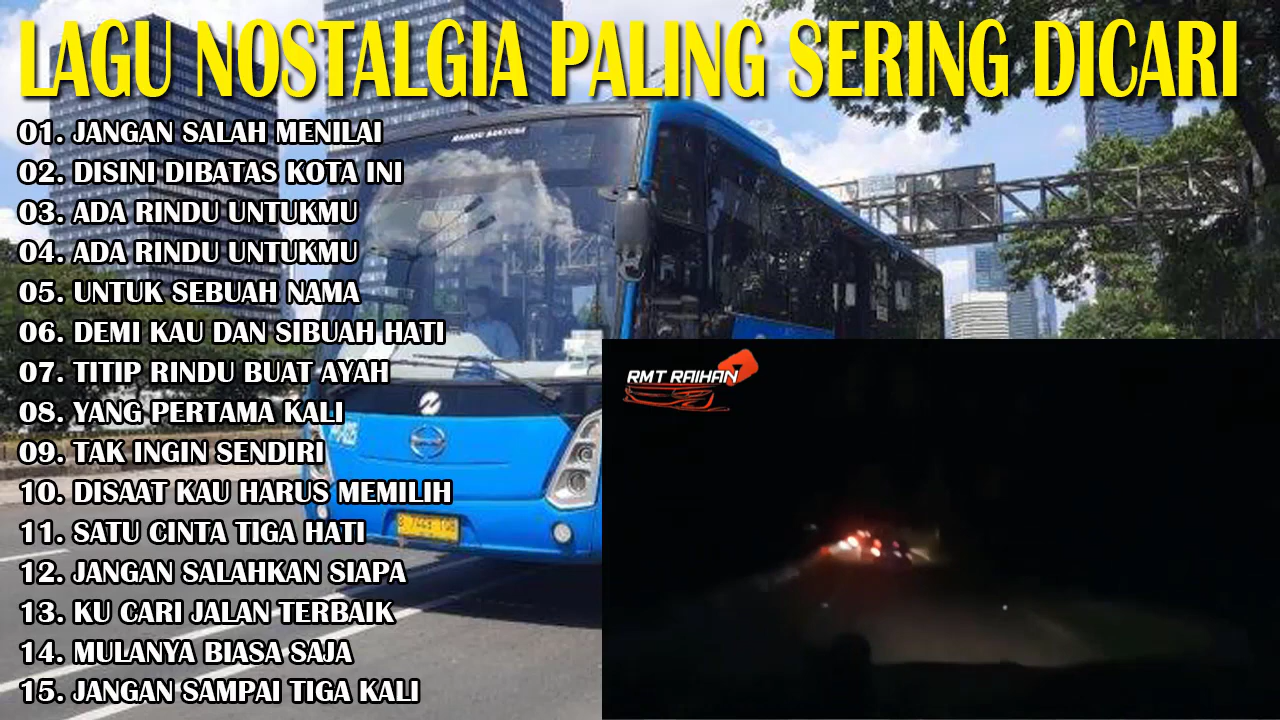 LAGU NOSTALGIA PALING SERING DICARI
01. JANGAN SALAH MENILAI
02. DISINI DIBATAS KOTA INI
03. ADA RINDU UNTUKMU
04. ADA RINDU UNTUKMU
05. UNTUK SEBUAH NAMA
06. DEMI KAU DAN SIBUAH HATI
07. TITIP RINDU BUAT AYAH
08. YANG PERTAMA KALI
09. TAK INGIN SENDIRI
10. DISAAT KAU HARUS MEMILIH
11. SATU CINTA TIGA HATI
12. JANGAN SALAHKAN SIAPA
13. KU CARI JALAN TERBAIK
14. MULANYA BIASA SAJA
15. JANGAN SAMPAI TIGA KALI
RMT RAIHAN